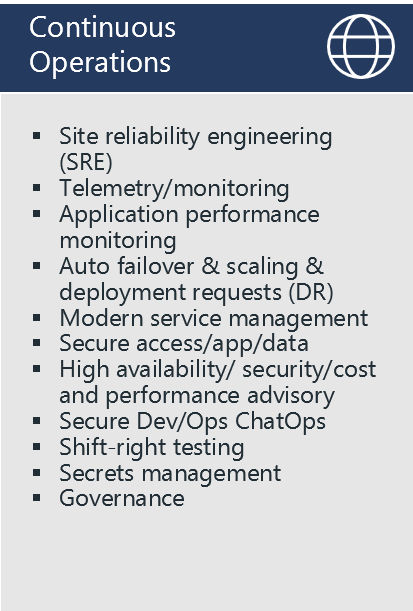 Continuous
Operations
▪ Site reliability engineering
(SRE)
▪ Telemetry/monitoring
▪ Application performance
monitoring
▪ Auto failover & scaling &
deployment requests (DR)
▪ Modern service management
▪ Secure access/app/data
▪ High availability/ security/cost
and performance advisory
▪ Secure Dev/Ops ChatOps
▪ Shift-right testing
▪ Secrets management
▪ Governance